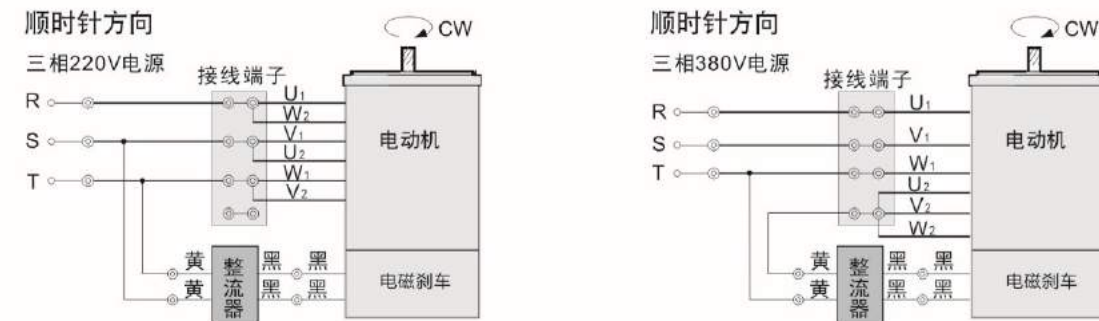 顺时针方向
CW
三相220V电源
接线端子
R
U1
W2
S
V1
U2
T
W1
V2
电动机
黄 整流器 黑 黑
黄 黑 黑
电磁刹车
顺时针方向
CW
三相380V电源
接线端子
R
U1
S
V1
T
W1
U2
V2
W2
电动机
黄 整流器 黑 黑
黄 黑 黑
电磁刹车